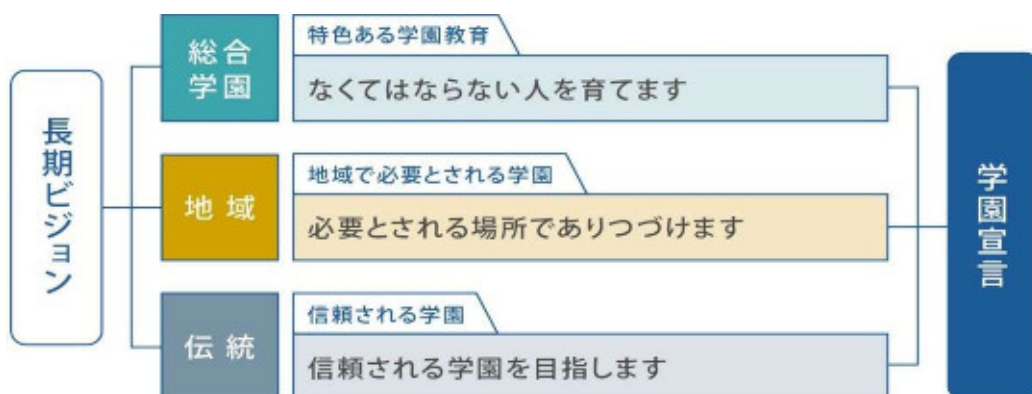 長期ビジョン
総合
学園
特色ある学園教育
なくてはならない人を育てます
地域
地域で必要とされる学園
必要とされる場所でありつづけます
伝統
信頼される学園
信頼される学園を目指します
学園宣言